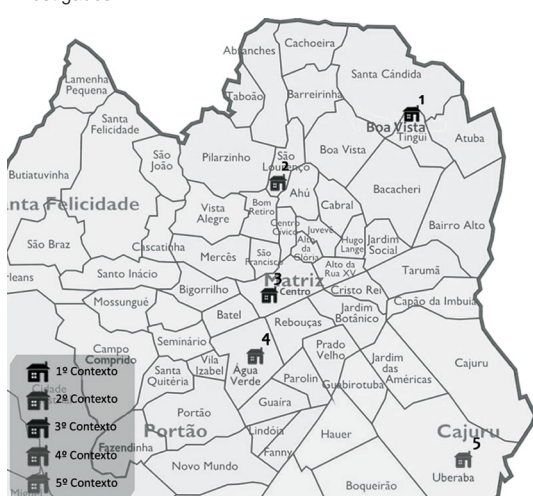 Abranches
Cachoeira
Santa Cândida
Lamenha
Pequena
Taboão
Barreirinha
1
Boa Vista
Tingui
Atuba
Santa
Felicidade
São
João
Pilarzinho
São
Lourenço
2
Boa Vista
Butiatuvinha
Ahú
Bacacheri
nta Felicidade
Vista
Alegre
Bom
Retiro
Cabral
Centro
Cívico
Juvevê
Bairro Alto
São Braz
Cascatinha
Mercês
São
Francisco
Alto
da
Glória
Hugo
Lange
Jardim
Social
rleans
Santo Inácio
Alto da
Rua XV
Tarumã
Mossunguê
Bigorrilho
Matriz
3
Centro
Cristo Rei
Capão da Imbuia
Batel
Rebouças
Jardim
Botânico
Campo
Comprido
Seminário
4
Prado
Velho
Cajuru
Santa
Quitéria
Vila
Izabel
Água
Verde
Parolin
Guabirotuba
Jardim
das
Américas
Guaíra
Portão
Portão
Lindóia
Hauer
Cajuru
5
Fazendinha
Fanny
Novo Mundo
Boqueirão
Uberaba
1º Contexto
Cidade
2º Contexto
3º Contexto
4º Contexto
5º Contexto